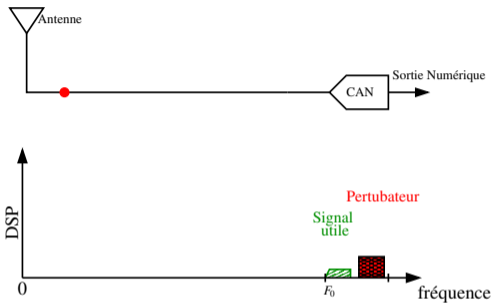 Antenne
Sortie Numérique
CAN
Pertubateur
Signal
utile
DSP
0
F₀
fréquence